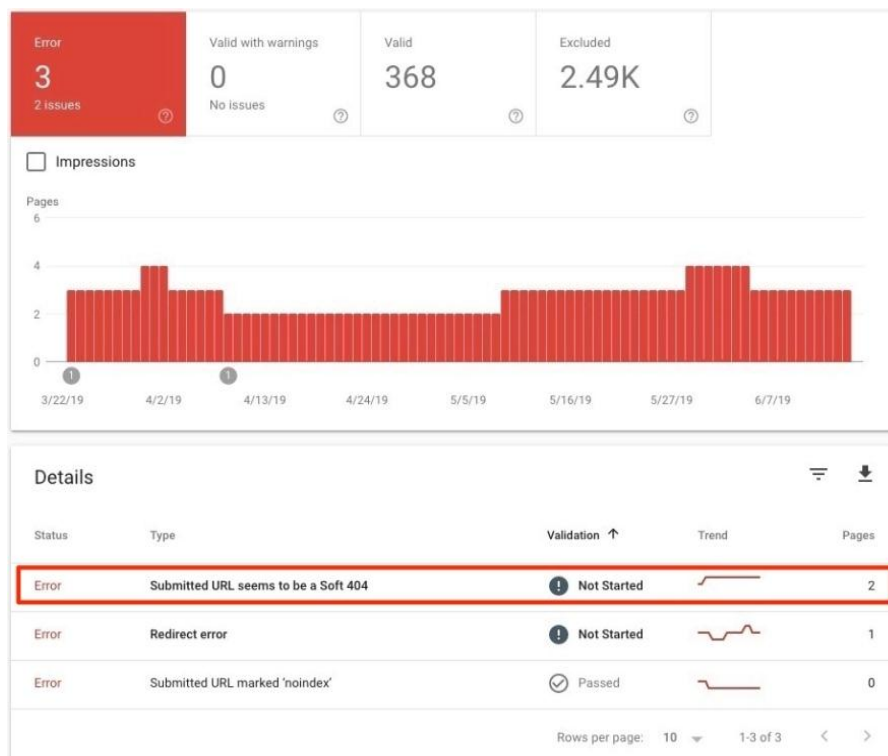 Error Valid with warnings Valid Excluded
3 0 368 2.49K
2 issues No issues
Impressions
Pages
6
4
2
0
1 1
3/22/19 4/2/19 4/13/19 4/24/19 5/5/19 5/16/19 5/27/19 6/7/19
Details
Status Type Validation Trend Pages
Error Submitted URL seems to be a Soft 404 Not Started 2
Error Redirect error Not Started 1
Error Submitted URL marked ‘noindex’ Passed 0
Rows per page: 10 1-3 of 3